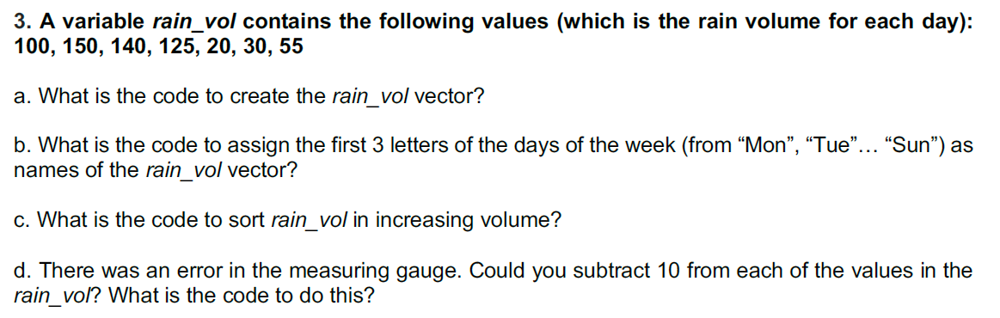 3. A variable rain_vol contains the following values (which is the rain volume for each day):
100, 150, 140, 125, 20, 30, 55
a. What is the code to create the rain_vol vector?
b. What is the code to assign the first 3 letters of the days of the week (from “Mon”, “Tue”… “Sun”) as
names of the rain_vol vector?
c. What is the code to sort rain_vol in increasing volume?
d. There was an error in the measuring gauge. Could you subtract 10 from each of the values in the
rain_vol? What is the code to do this?